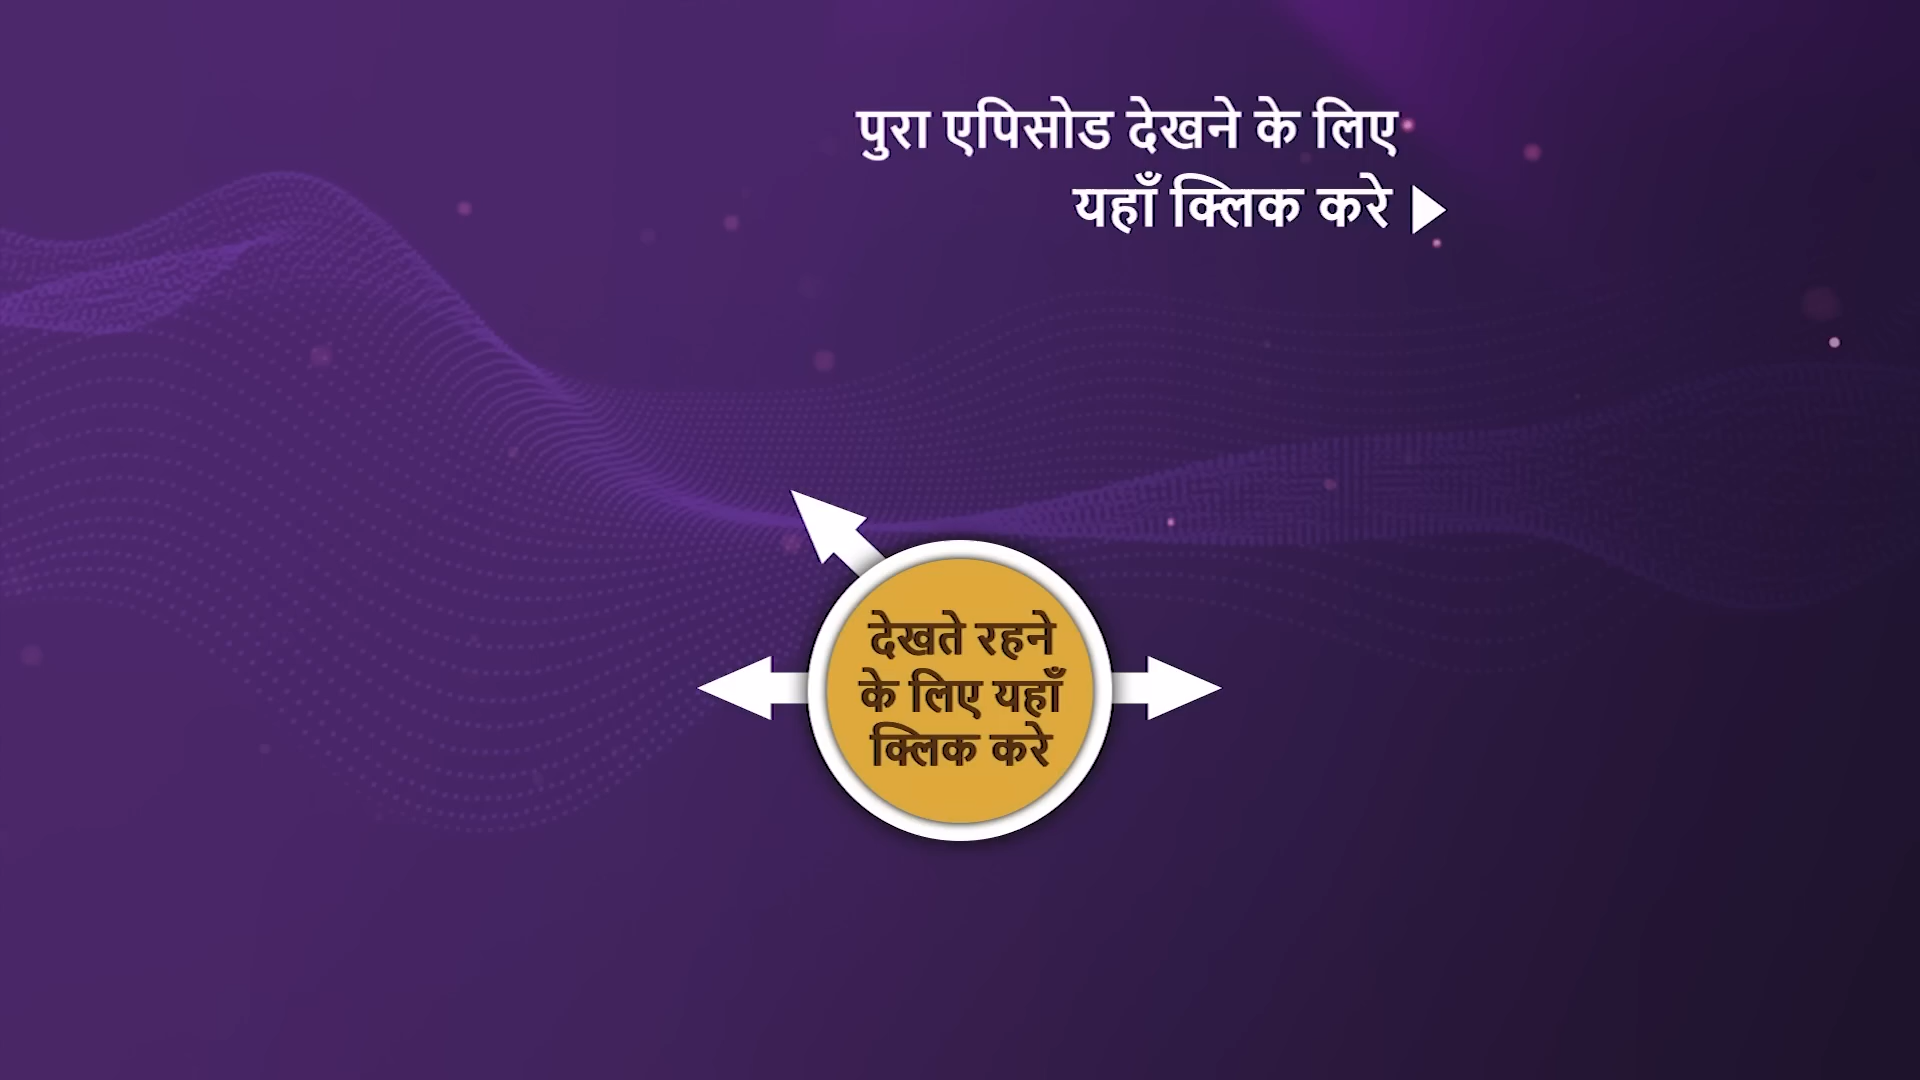 पुरा एपिसोड देखने के लिए
यहाँ क्लिक करे
देखते रहने
के लिए यहाँ
क्लिक करे